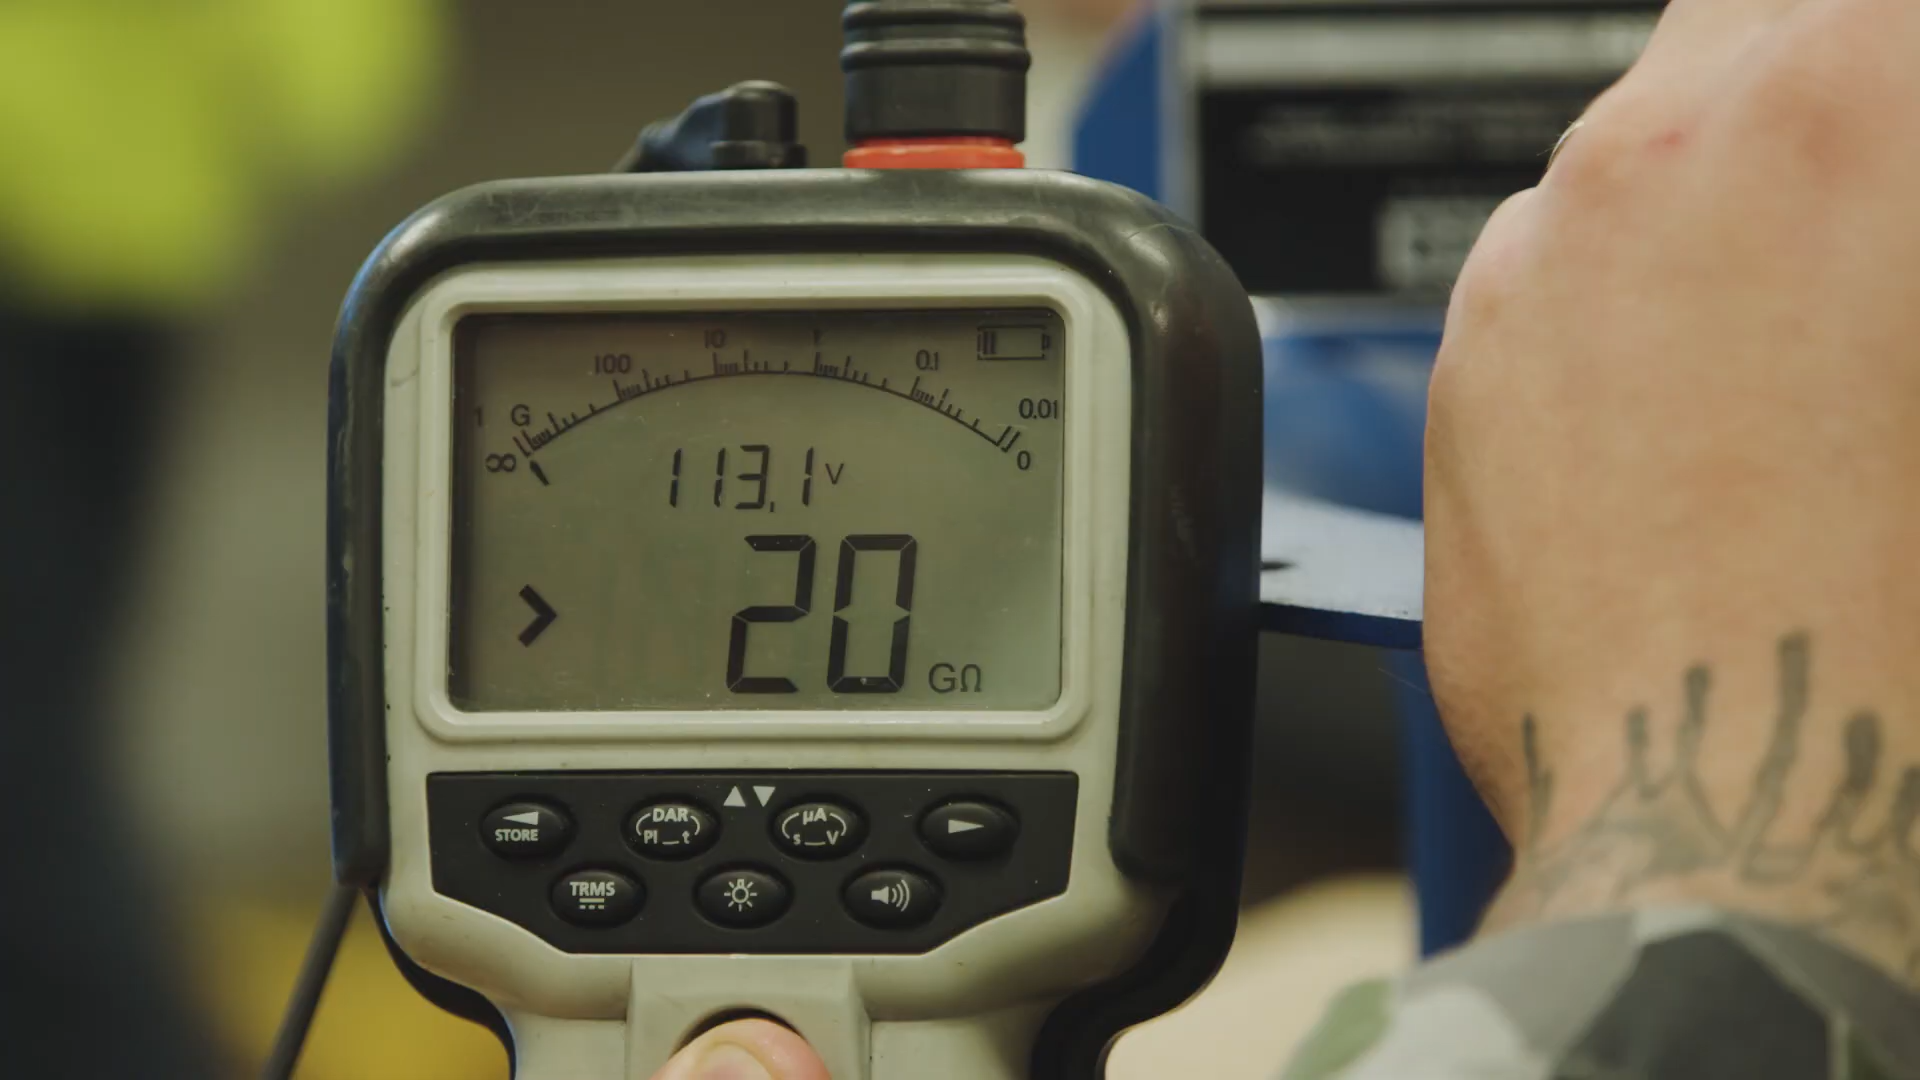 10 1
100 0.1
1 G 0.01
∞ 0
113.1 V
> 20 GΩ
◀ STORE DAR PI t ▲▼ µA s V ▶
TRMS